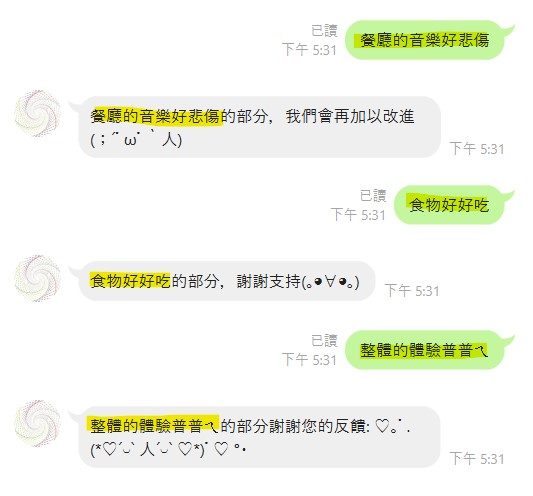 已讀
下午 5:31
餐廳的音樂好悲傷
餐廳的音樂好悲傷的部分，我們會再加以改進
(；´ﾟωﾟ｀人)
下午 5:31
已讀
下午 5:31
食物好好吃
食物好好吃的部分，謝謝支持(｡◕∀◕｡)
下午 5:31
已讀
下午 5:31
整體的體驗普普ㄟ
整體的體驗普普ㄟ的部分謝謝您的反饋: ♡｡ﾟ.
(*♡´◡` 人´◡` ♡*)ﾟ♡ °・
下午 5:31